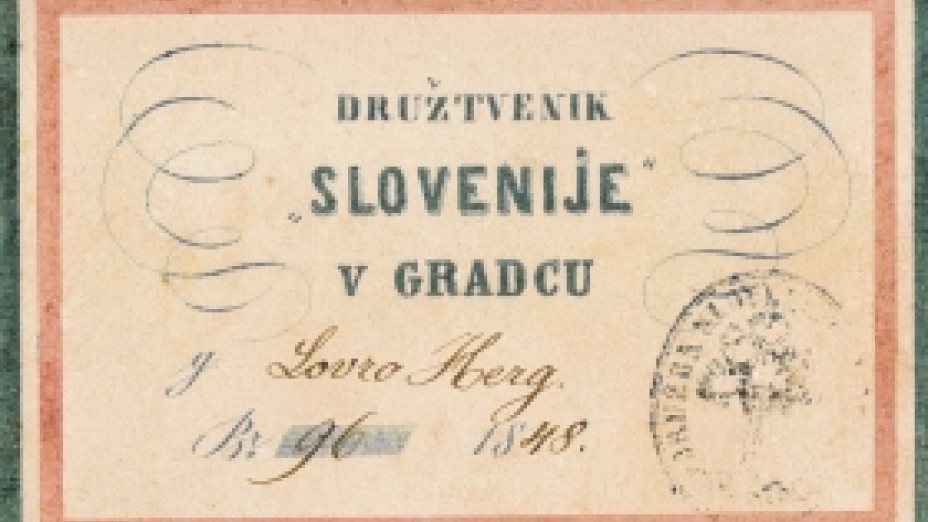 DRUŽTVENIK
„SLOVENIJE“
V GRADCU
g Lovro Herg.
Br. 96 1848.